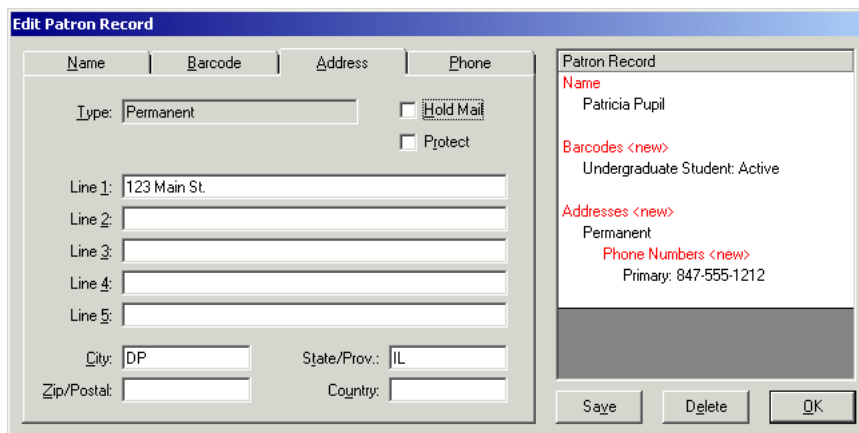 Edit Patron Record
Name Barcode Address Phone
Type: Permanent
Hold Mail
Protect
Line 1: 123 Main St.
Line 2:
Line 3:
Line 4:
Line 5:
City: DP State/Prov.: IL
Zip/Postal: Country:
Patron Record
Name
Patricia Pupil
Barcodes <new>
Undergraduate Student: Active
Addresses <new>
Permanent
Phone Numbers <new>
Primary: 847-555-1212
Save Delete OK